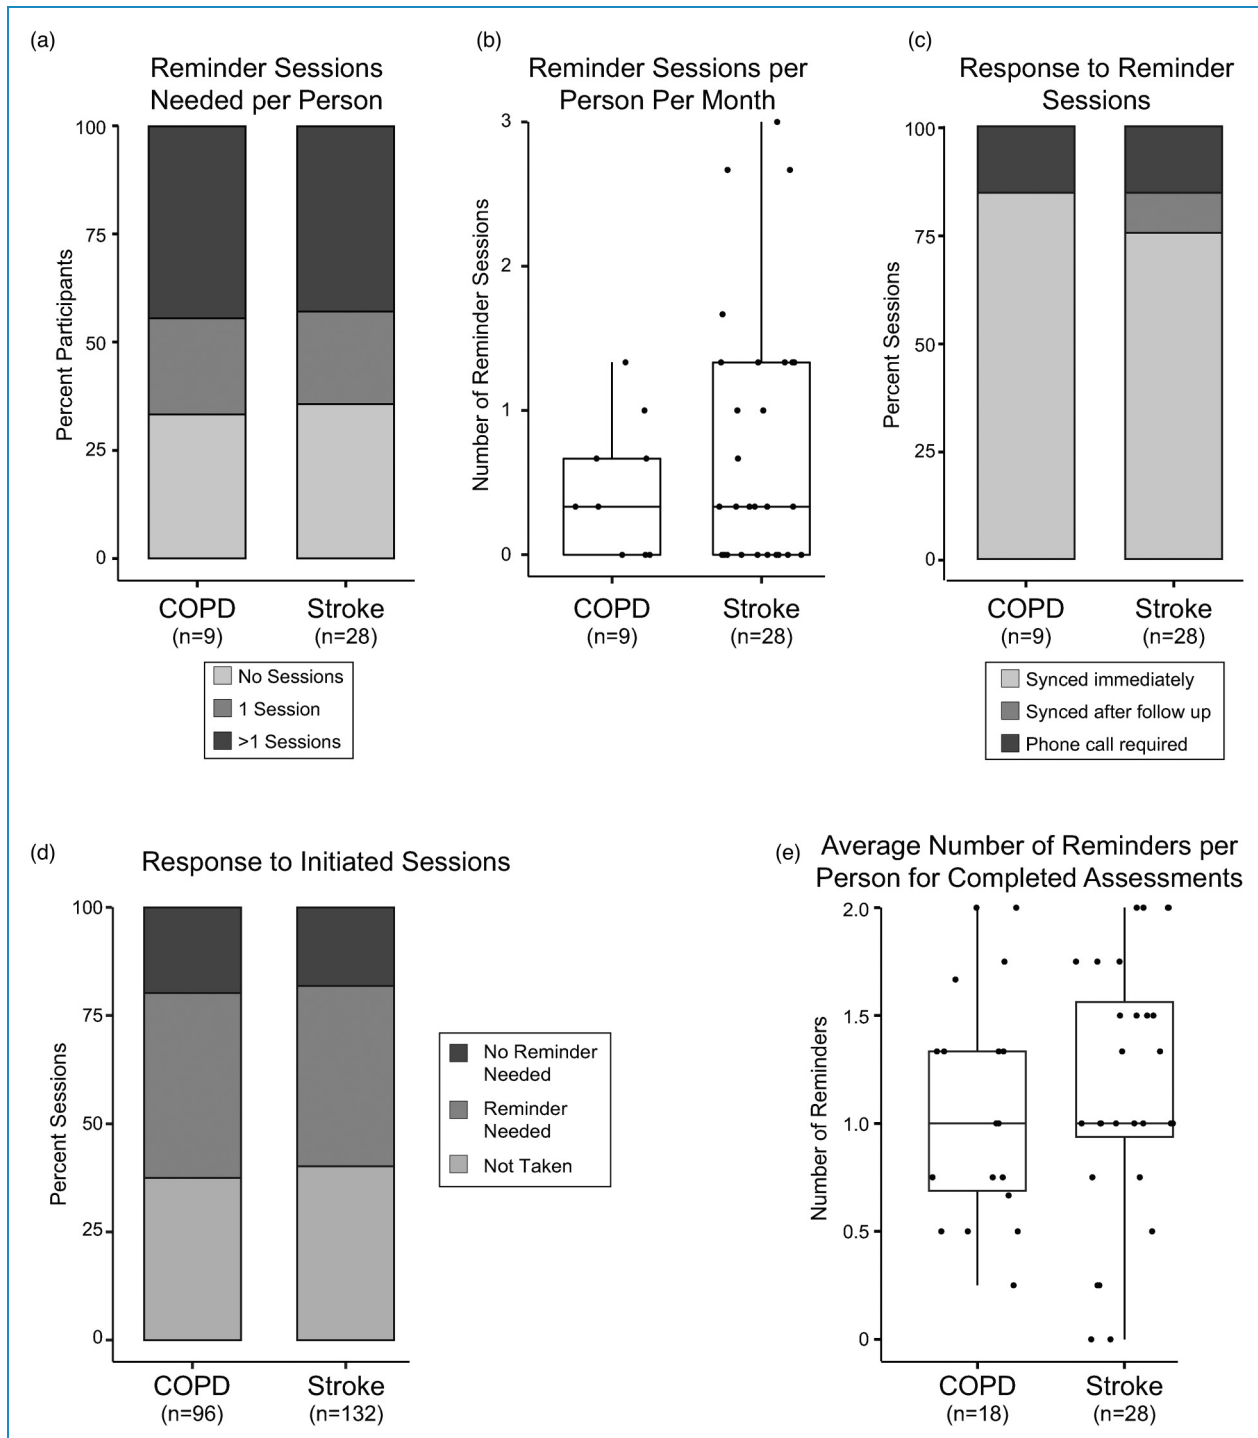 (a)
Reminder Sessions
Needed per Person
100
75
50
25
0
Percent Participants
COPD
(n=9)
Stroke
(n=28)
No Sessions
1 Session
>1 Sessions
(b)
Reminder Sessions per
Person Per Month
3
2
1
0
Number of Reminder Sessions
COPD
(n=9)
Stroke
(n=28)
(c)
Response to Reminder
Sessions
100
75
50
25
0
Percent Sessions
COPD
(n=9)
Stroke
(n=28)
Synced immediately
Synced after follow up
Phone call required
(d)
Response to Initiated Sessions
100
75
50
25
0
Percent Sessions
COPD
(n=96)
Stroke
(n=132)
No Reminder
Needed
Reminder
Needed
Not Taken
(e)
Average Number of Reminders per
Person for Completed Assessments
2.0
1.5
1.0
0.5
0
Number of Reminders
COPD
(n=18)
Stroke
(n=28)